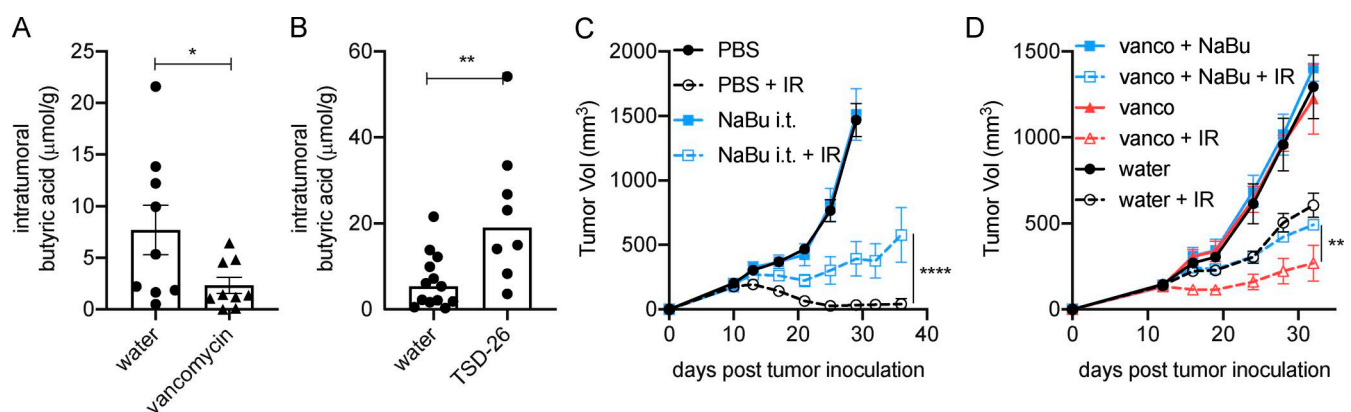 A
intratumoral
butyric acid (μmol/g)
25
20
15
10
5
0
*
water
vancomycin
B
intratumoral
butyric acid (μmol/g)
60
40
20
0
**
water
TSD-26
C
Tumor Vol (mm3)
2000
1500
1000
500
0
PBS
PBS + IR
NaBu i.t.
NaBu i.t. + IR
****
0 10 20 30 40
days post tumor inoculation
D
Tumor Vol (mm3)
1500
1000
500
0
vanco + NaBu
vanco + NaBu + IR
vanco
vanco + IR
water
water + IR
**
0 10 20 30
days post tumor inoculation